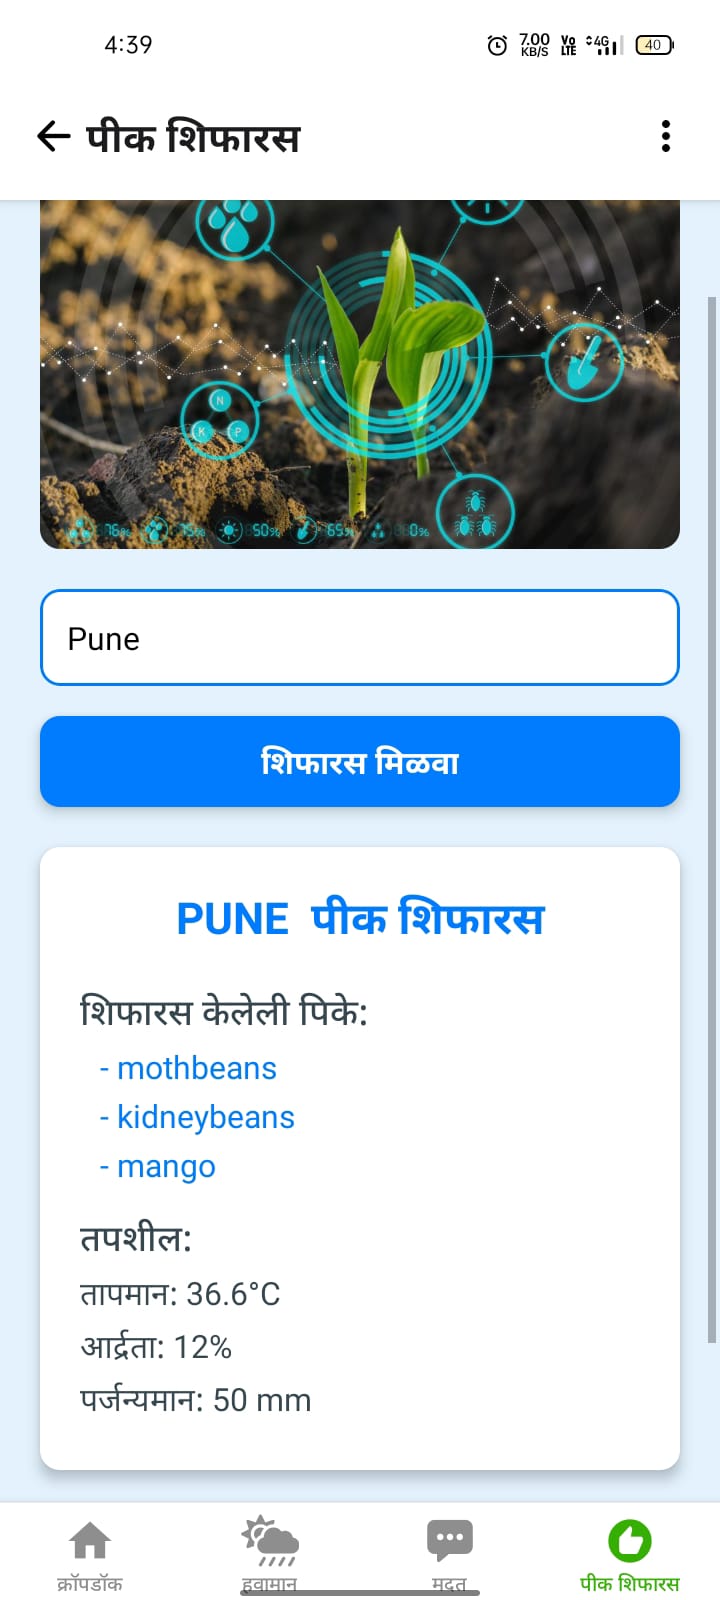 4:39
7.00 KB/S Vo LTE 4G 40
पीक शिफारस
N
K P
76% 50% 65% 0%
Pune
शिफारस मिळवा
PUNE पीक शिफारस
शिफारस केलेली पिके:
- mothbeans
- kidneybeans
- mango
तपशील:
तापमान: 36.6°C
आर्द्रता: 12%
पर्जन्यमान: 50 mm
क्रॉपडॉक हवामान मदत पीक शिफारस